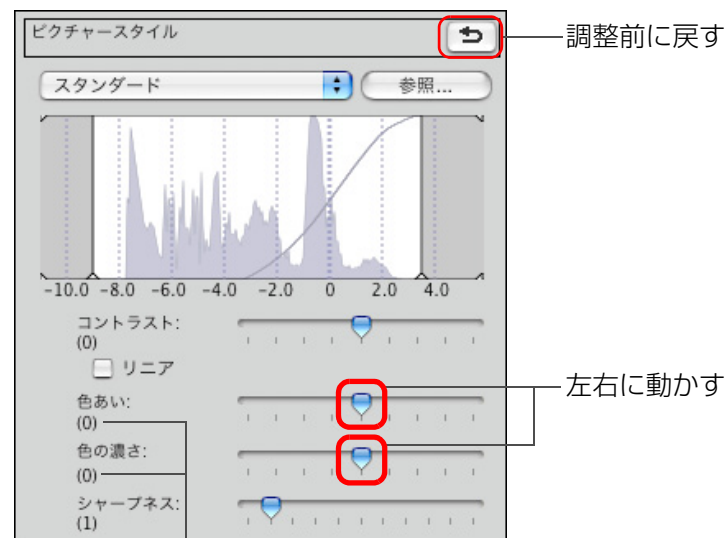 ピクチャースタイル
調整前に戻す
スタンダード
参照...
-10.0 -8.0 -6.0 -4.0 -2.0 0 2.0 4.0
コントラスト:
(0)
リニア
左右に動かす
色あい:
(0)
色の濃さ:
(0)
シャープネス:
(1)